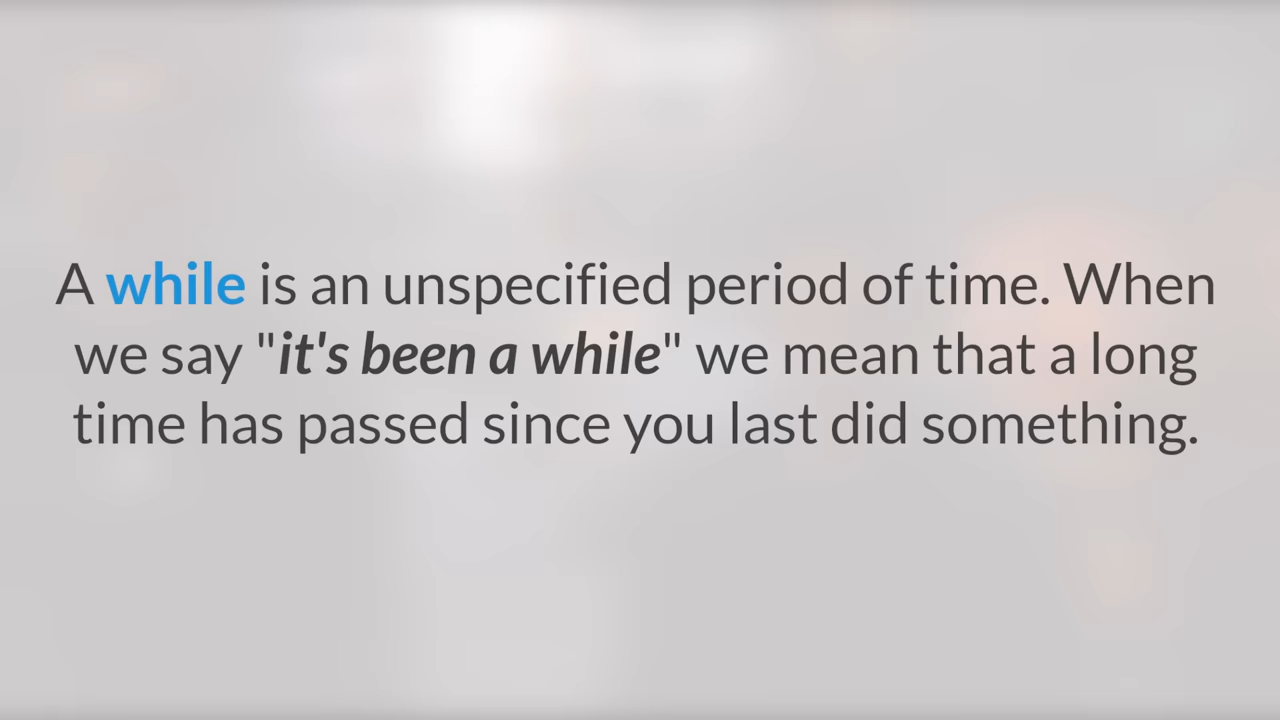 A while is an unspecified period of time. When
we say "it's been a while" we mean that a long
time has passed since you last did something.